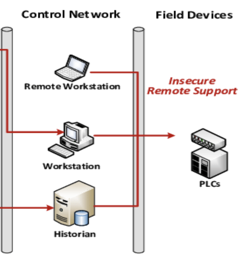 Control Network
Field Devices
Remote Workstation
Insecure
Remote Support
Workstation
PLCs
Historian